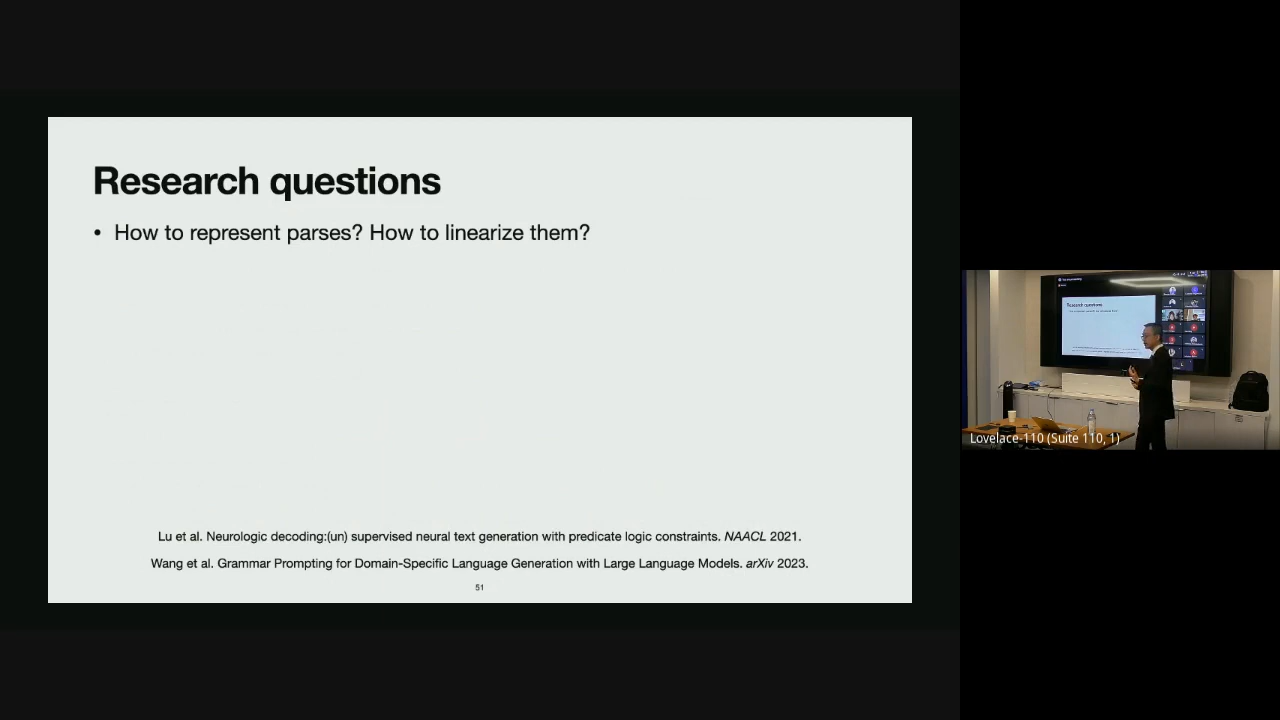 Research questions
• How to represent parses? How to linearize them?
Lu et al. Neurologic decoding:(un) supervised neural text generation with predicate logic constraints. NAACL 2021.
Wang et al. Grammar Prompting for Domain-Specific Language Generation with Large Language Models. arXiv 2023.
51
Research questions
Lovelace-110 (Suite 110, 1)